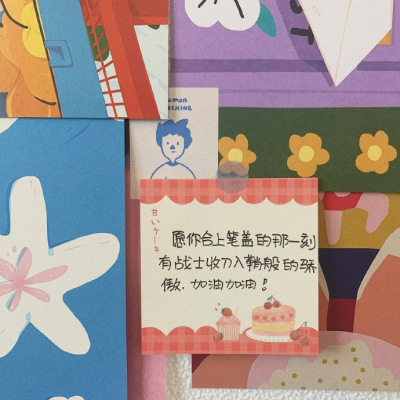 甘いケーキ
愿你合上笔盖的那一刻
有战士收刀入鞘般的骄
傲，加油加油！